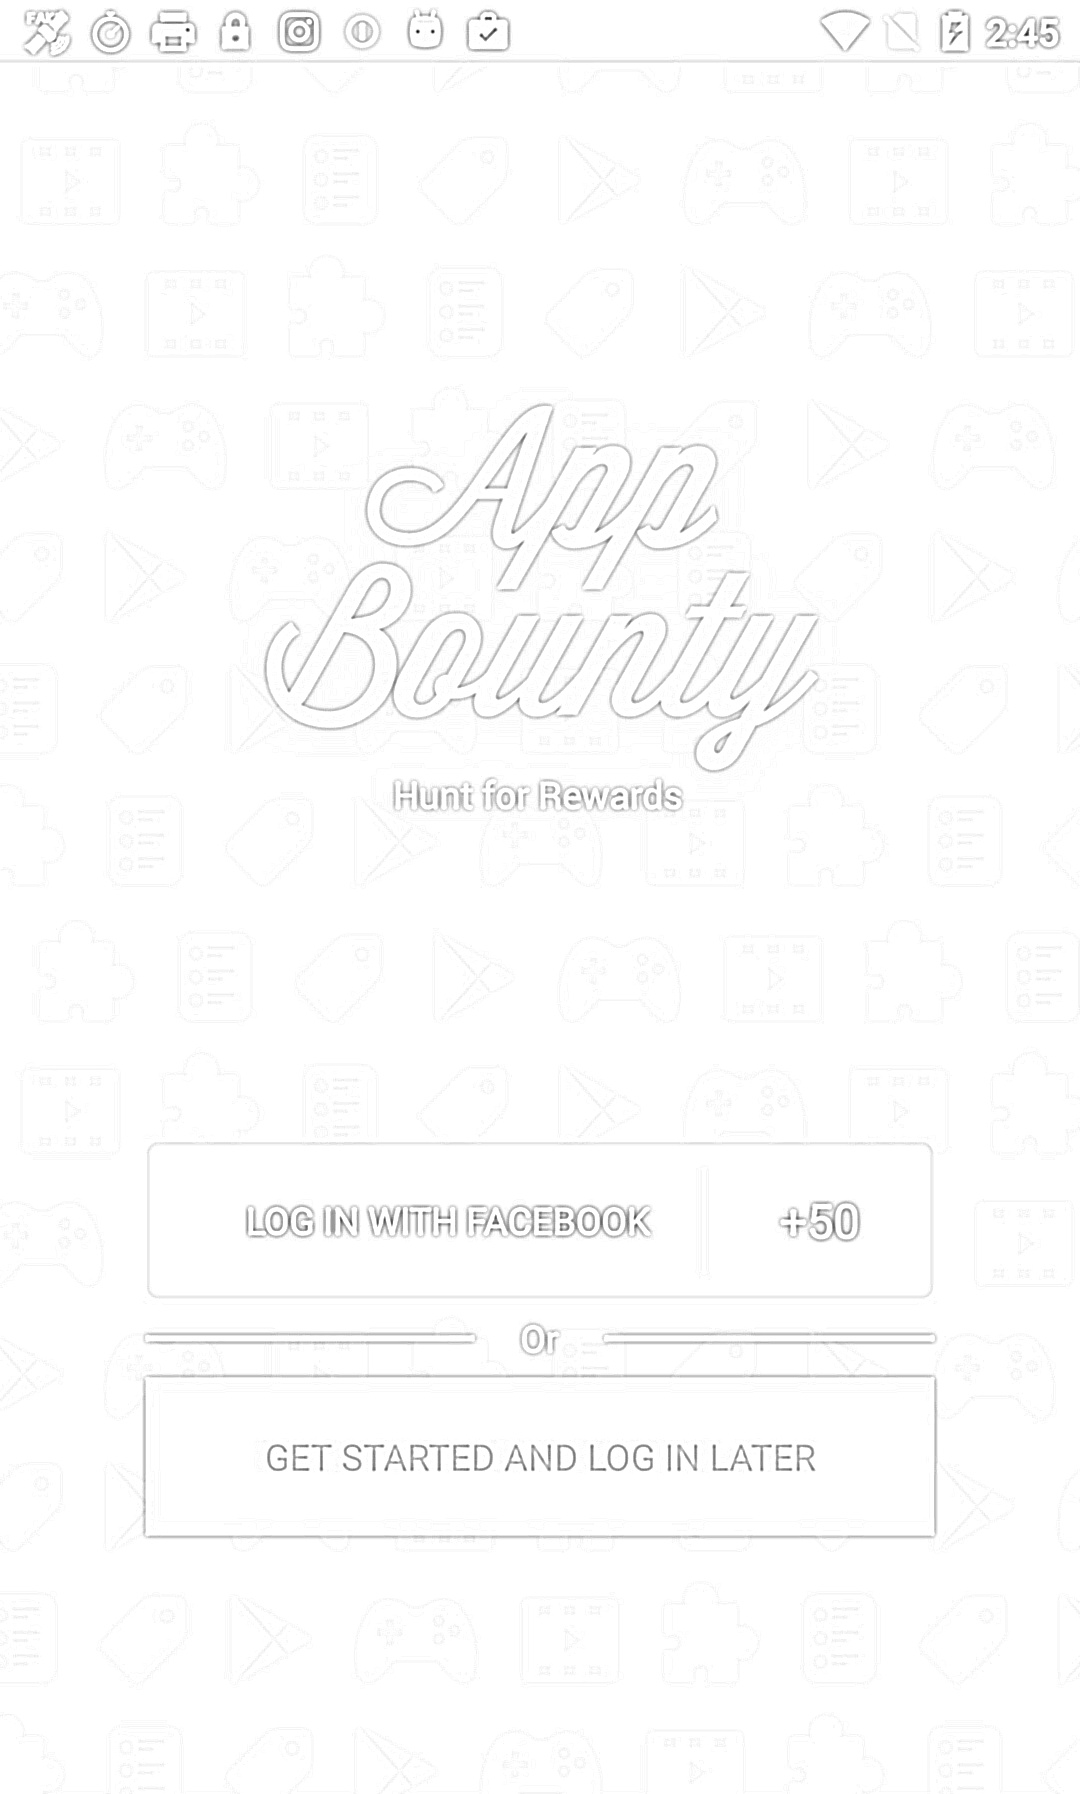 FAKE 2:45
App
Bounty
Hunt for Rewards
LOG IN WITH FACEBOOK +50
Or
GET STARTED AND LOG IN LATER